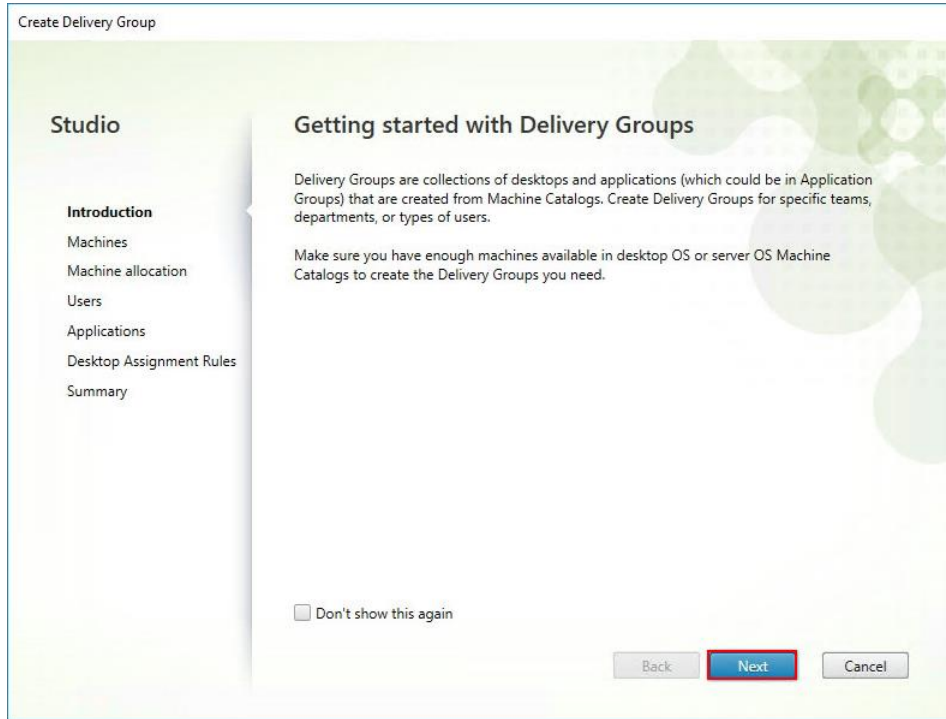 Create Delivery Group
Studio
Introduction
Machines
Machine allocation
Users
Applications
Desktop Assignment Rules
Summary
Getting started with Delivery Groups
Delivery Groups are collections of desktops and applications (which could be in Application
Groups) that are created from Machine Catalogs. Create Delivery Groups for specific teams,
departments, or types of users.
Make sure you have enough machines available in desktop OS or server OS Machine
Catalogs to create the Delivery Groups you need.
Don't show this again
Back
Next
Cancel